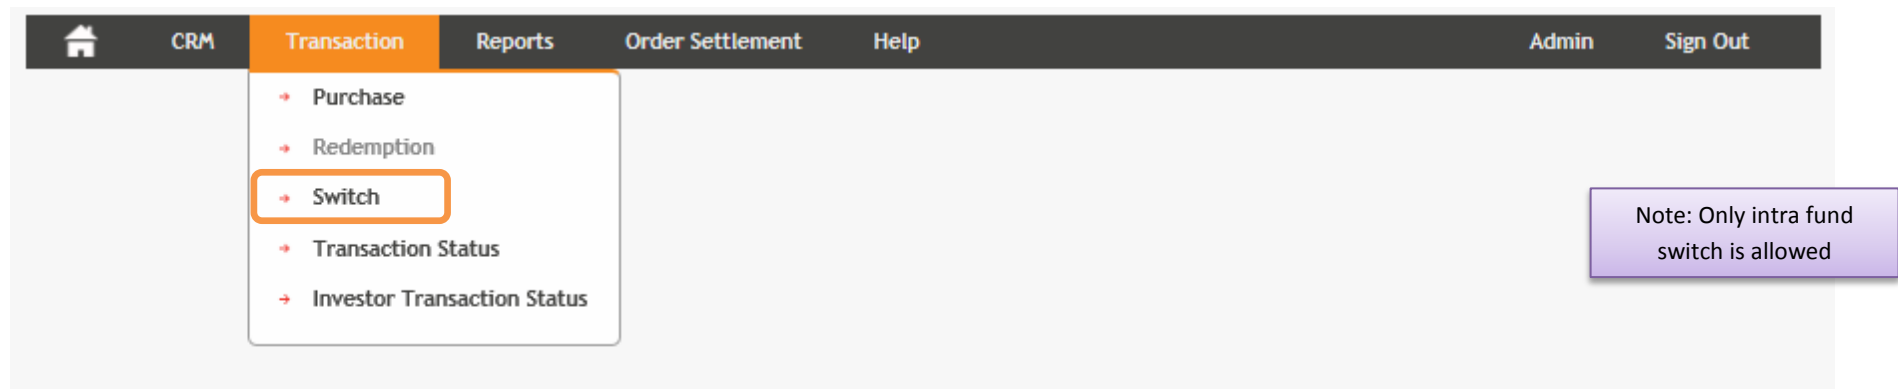 CRM Transaction Reports Order Settlement Help Admin Sign Out
Purchase
Redemption
Switch
Transaction Status
Investor Transaction Status
Note: Only intra fund
switch is allowed